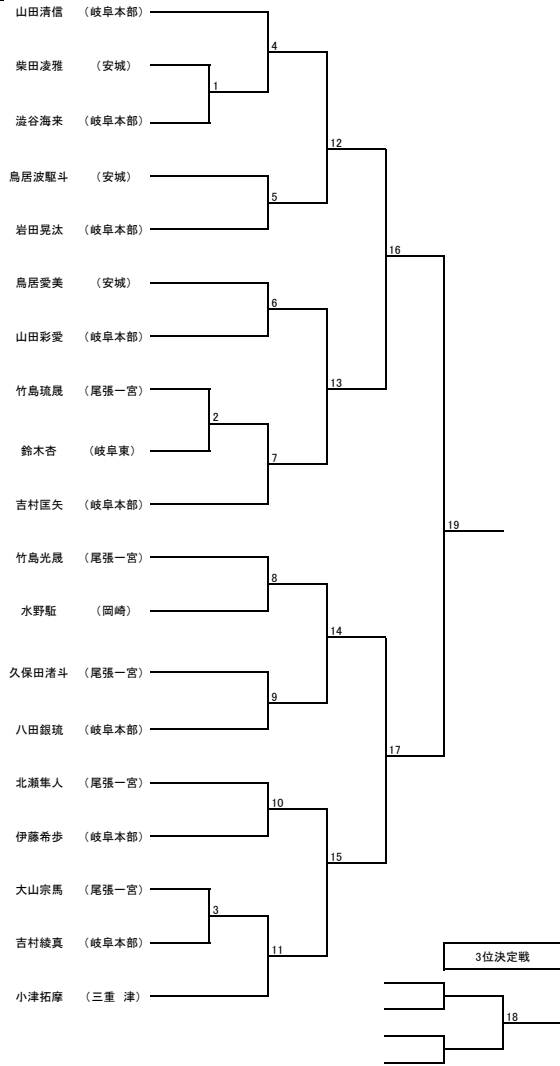 山田清信 （岐阜本部）
4
柴田凌雅 （安城）
1
澁谷海来 （岐阜本部）
12
鳥居波駆斗 （安城）
5
岩田晃汰 （岐阜本部）
16
鳥居愛美 （安城）
6
山田彩愛 （岐阜本部）
13
竹島琉晟 （尾張一宮）
2
鈴木杏 （岐阜東）
7
吉村匡矢 （岐阜本部）
19
竹島光晟 （尾張一宮）
8
水野駈 （岡崎）
14
久保田渚斗 （尾張一宮）
9
八田銀琉 （岐阜本部）
17
北瀬隼人 （尾張一宮）
10
伊藤希歩 （岐阜本部）
15
大山宗馬 （尾張一宮）
3
吉村綾真 （岐阜本部）
11
3位決定戦
小津拓摩 （三重 津）
18